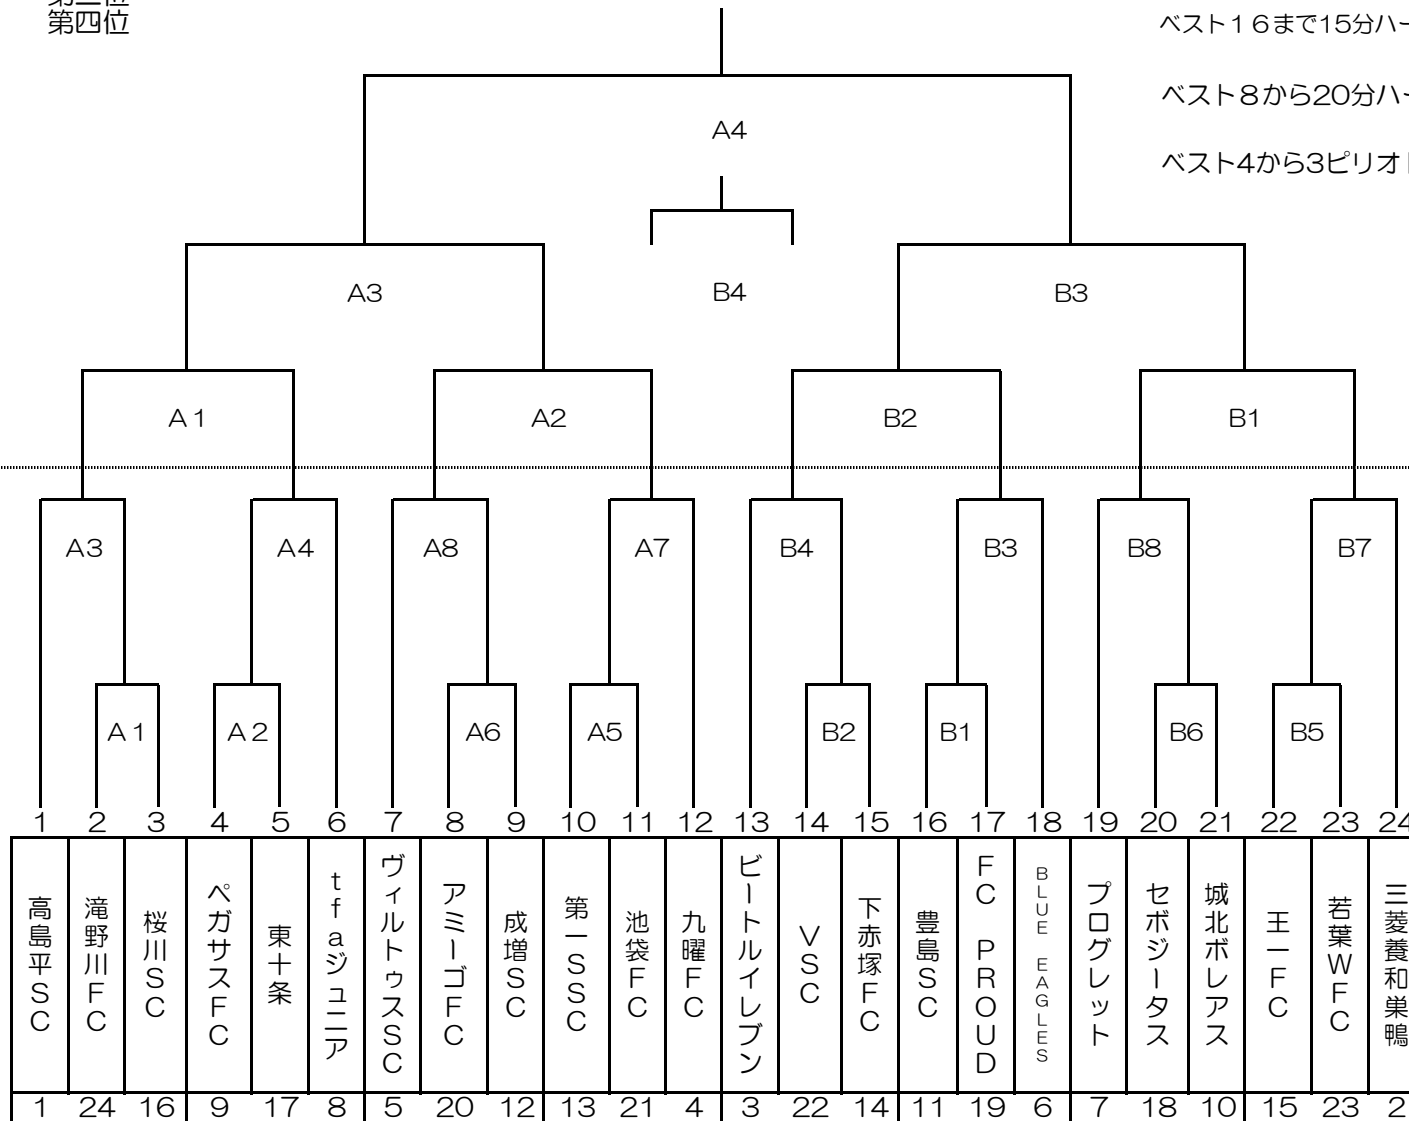 第四位
ベスト16まで15分ハー
ベスト8から20分ハー
A4
ベスト4から3ピリオド
A3
B4
B3
A1
A2
B2
B1
A3
A4
A8
A7
B4
B3
B8
B7
A1
A2
A6
A5
B2
B1
B6
B5
1 2 3 4 5 6 7 8 9 10 11 12 13 14 15 16 17 18 19 20 21 22 23 24
高島平SC
滝野川FC
桜川SC
ペガサスFC
東十条
tfaジュニア
ヴィルトゥスSC
アミーゴFC
成増SC
第一SSC
池袋FC
九曜FC
ビートルイレブン
VSC
下赤塚FC
豊島SC
FC PROUD
BLUE EAGLES
プログレット
セボジータス
城北ボレアス
王一FC
若葉WFC
三菱養和巣鴨
1 24 16 9 17 8 5 20 12 13 21 4 3 22 14 11 19 6 7 18 10 15 23 2